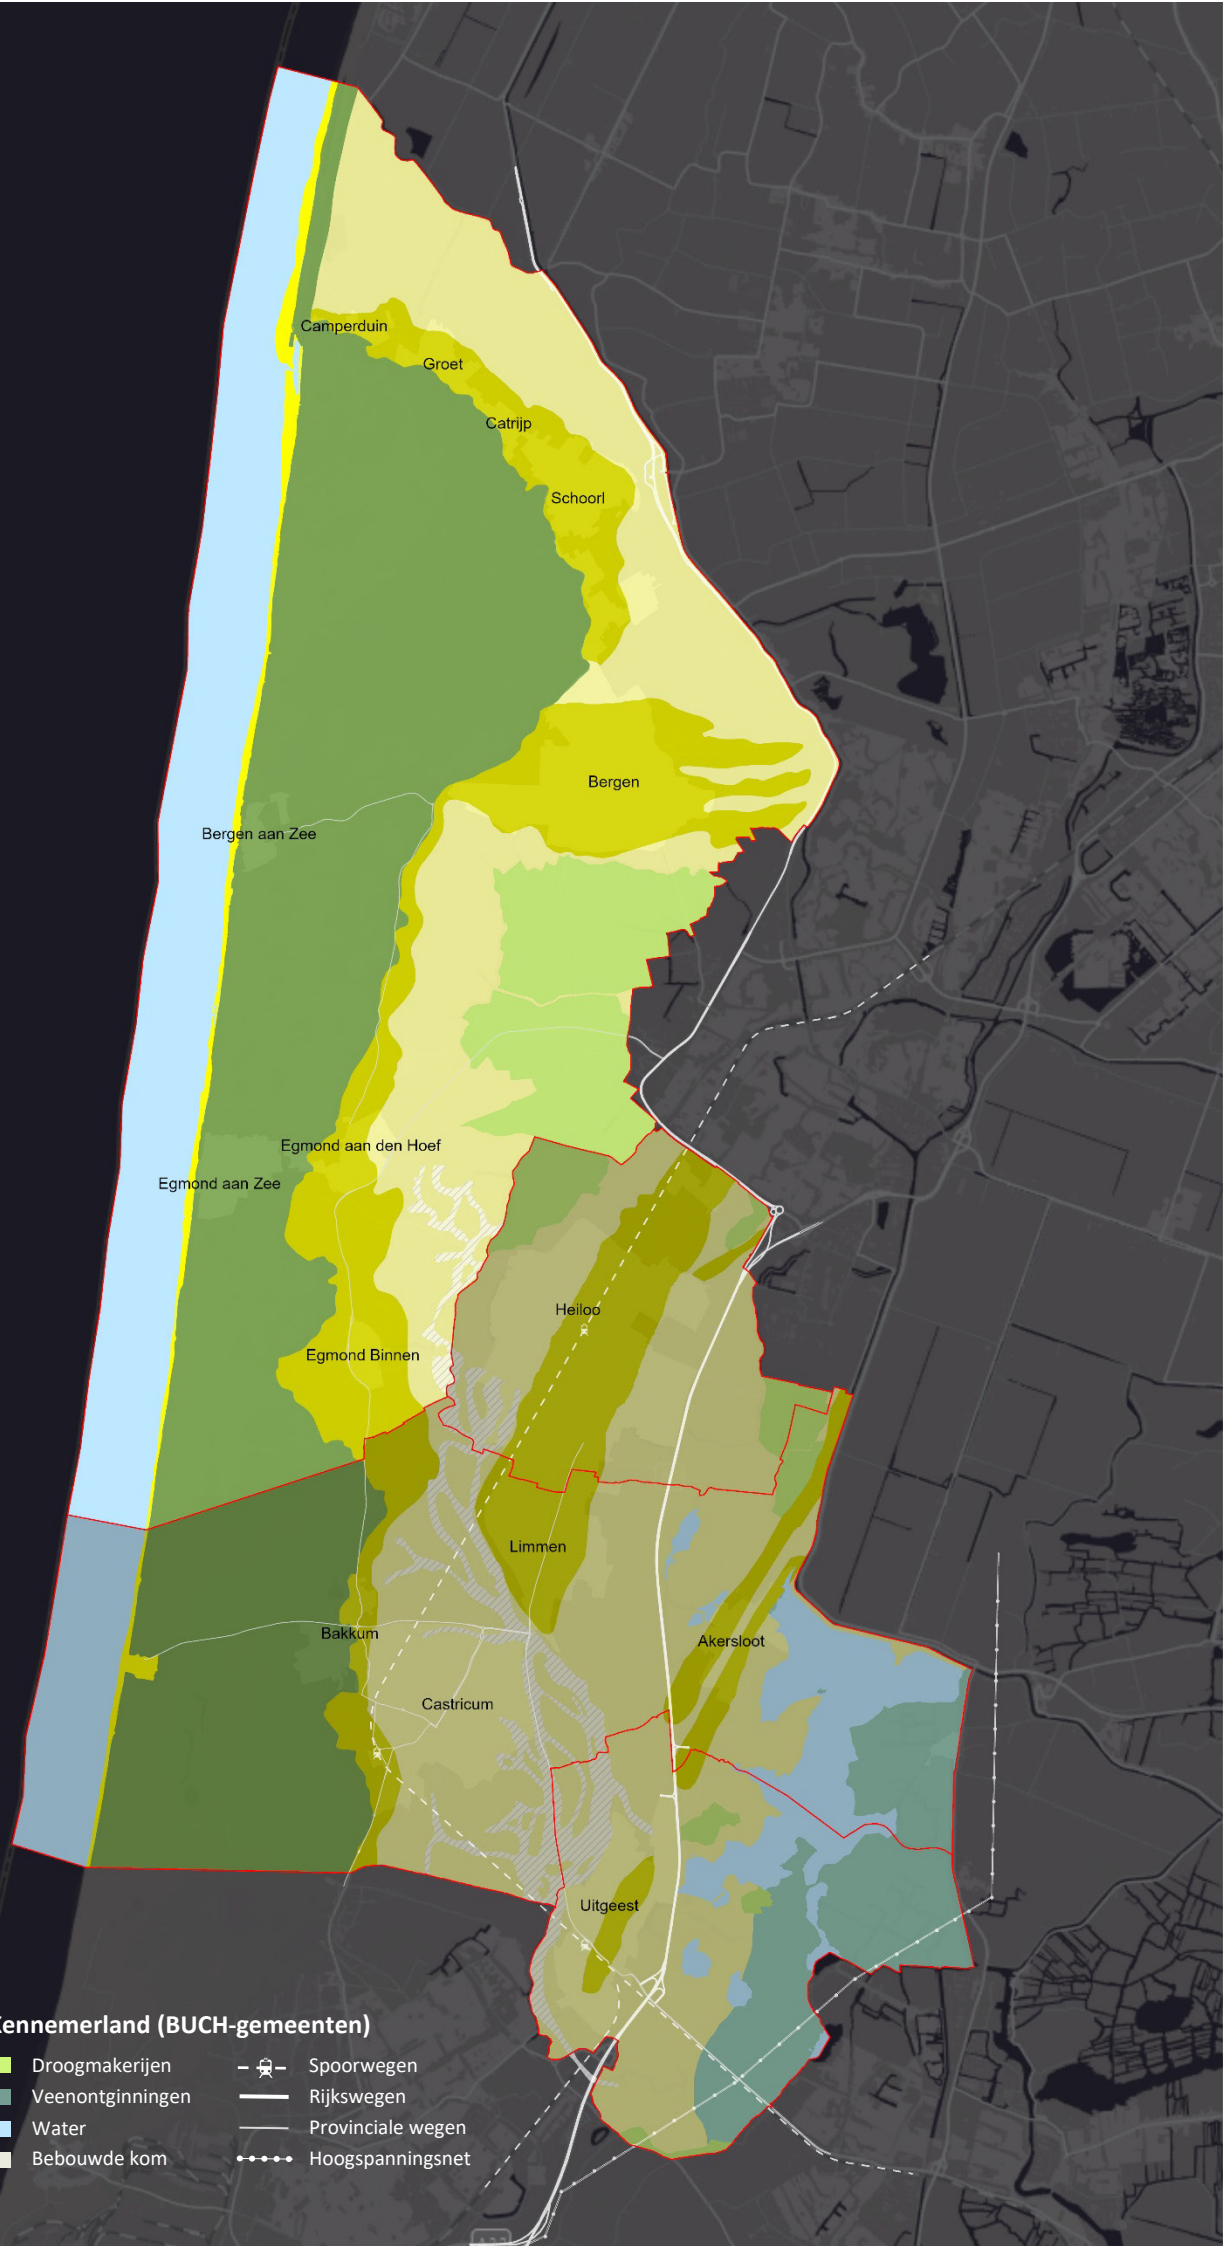 Camperduin
Groet
Catrijp
Schoorl
Bergen
Bergen aan Zee
Egmond aan den Hoef
Egmond aan Zee
Heiloo
Egmond Binnen
Limmen
Bakkum
Akersloot
Castricum
Uitgeest
Kennemerland (BUCH-gemeenten)
Droogmakerijen
Spoorwegen
Veenontginningen
Rijkswegen
Water
Provinciale wegen
Bebouwde kom
Hoogspanningsnet